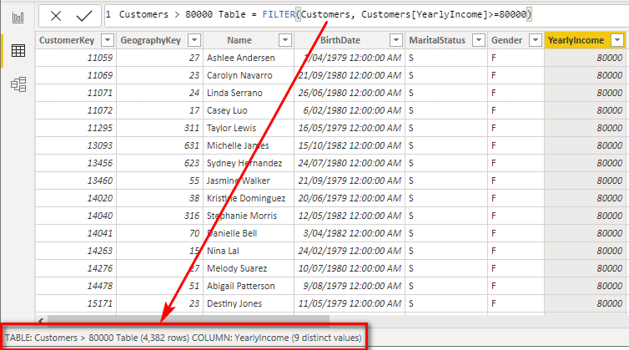 1 Customers > 80000 Table = FILTER(Customers, Customers[YearlyIncome]>=80000)
CustomerKey GeographyKey Name BirthDate MaritalStatus Gender YearlyIncome
11059 27 Ashlee Andersen 1/04/1979 12:00:00 AM S F 80000
11069 23 Carolyn Navarro 21/09/1980 12:00:00 AM S F 80000
11071 24 Linda Serrano 26/06/1980 12:00:00 AM S F 80000
11072 17 Casey Luo 6/02/1980 12:00:00 AM S F 80000
11295 311 Taylor Lewis 16/05/1979 12:00:00 AM S F 80000
13093 631 Michelle James 15/10/1982 12:00:00 AM S F 80000
13456 623 Sydney Hernandez 24/07/1980 12:00:00 AM S F 80000
13460 55 Jasmine Walker 21/09/1979 12:00:00 AM S F 80000
14020 38 Kristine Dominguez 20/06/1979 12:00:00 AM S F 80000
14040 316 Stephanie Morris 12/05/1982 12:00:00 AM S F 80000
14041 70 Danielle Bell 3/04/1982 12:00:00 AM S F 80000
14263 15 Nina Lal 24/02/1979 12:00:00 AM S F 80000
14276 27 Melody Suarez 10/07/1980 12:00:00 AM S F 80000
14478 51 Abigail Patterson 9/08/1979 12:00:00 AM S F 80000
15171 23 Destiny Jones 11/05/1979 12:00:00 AM S F 80000
TABLE: Customers > 80000 Table (4,382 rows) COLUMN: YearlyIncome (9 distinct values)